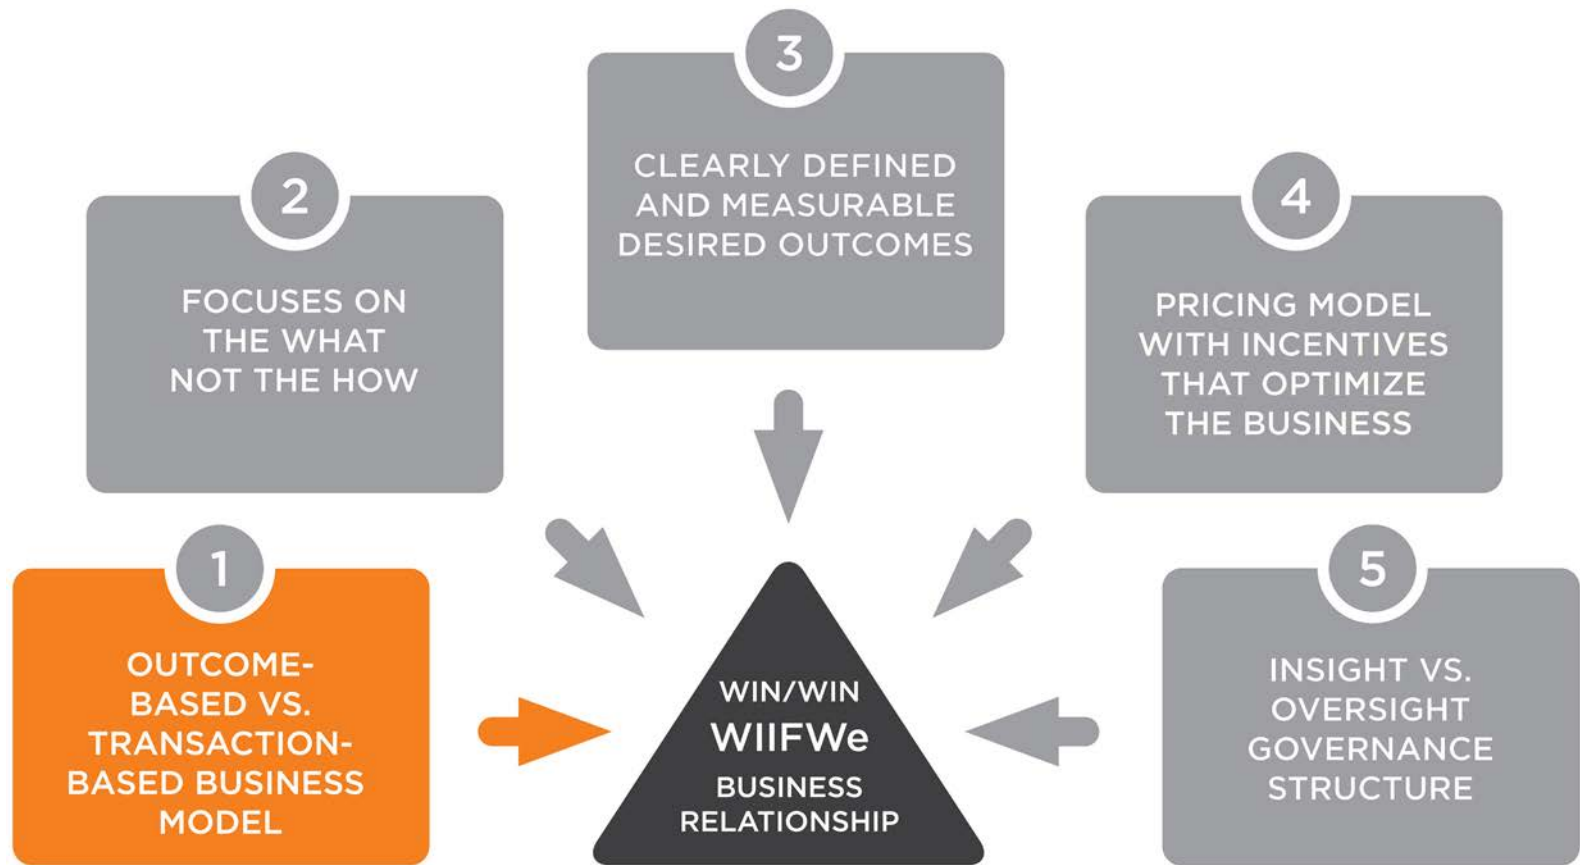 1
OUTCOME-
BASED VS.
TRANSACTION-
BASED BUSINESS
MODEL
2
FOCUSES ON
THE WHAT
NOT THE HOW
3
CLEARLY DEFINED
AND MEASURABLE
DESIRED OUTCOMES
4
PRICING MODEL
WITH INCENTIVES
THAT OPTIMIZE
THE BUSINESS
5
INSIGHT VS.
OVERSIGHT
GOVERNANCE
STRUCTURE
WIN/WIN
WIIFWe
BUSINESS
RELATIONSHIP